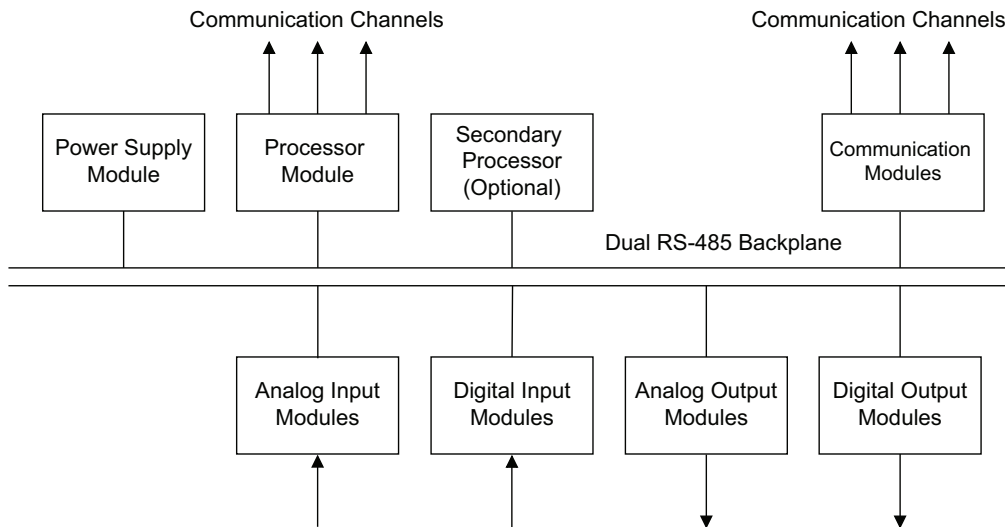 Communication Channels
Communication Channels
Power Supply
Module
Processor
Module
Secondary
Processor
(Optional)
Communication
Modules
Dual RS-485 Backplane
Analog Input
Modules
Digital Input
Modules
Analog Output
Modules
Digital Output
Modules